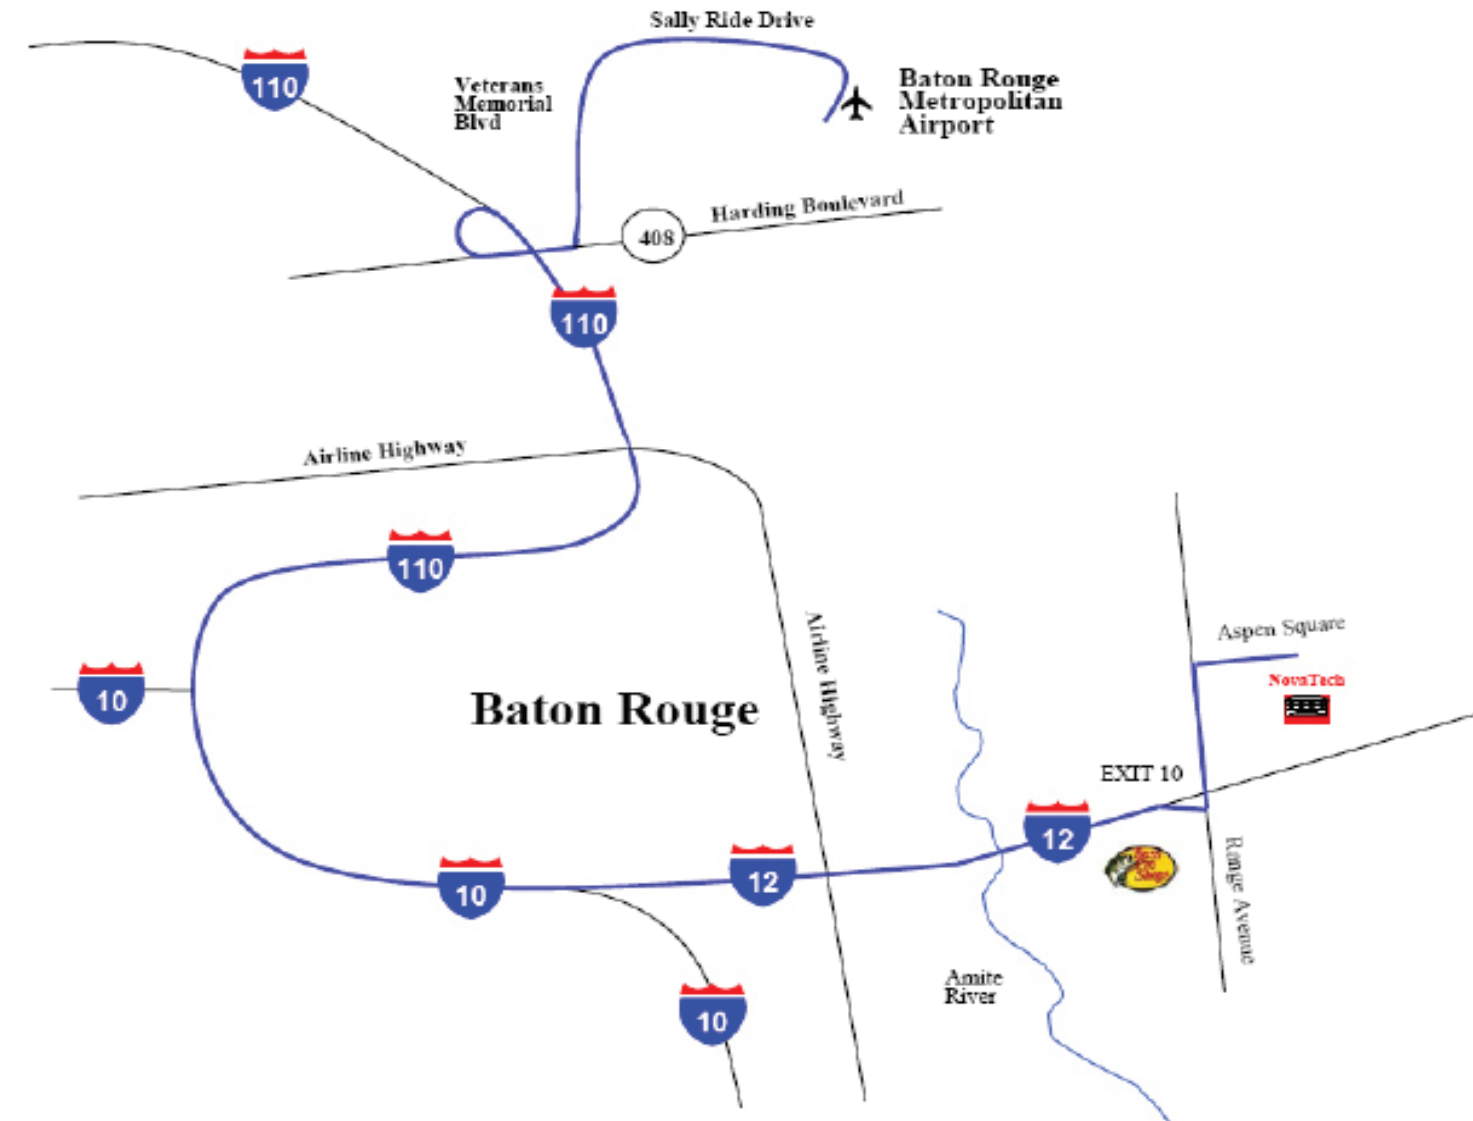 Sally Ride Drive
110
Veterans
Memorial
Blvd
Baton Rouge
Metropolitan
Airport
Harding Boulevard
408
110
Airline Highway
110
Aspen Square
Airline Highway
NovaTech
10
Baton Rouge
EXIT 10
12
12
10
Range Avenue
Amite
River
10